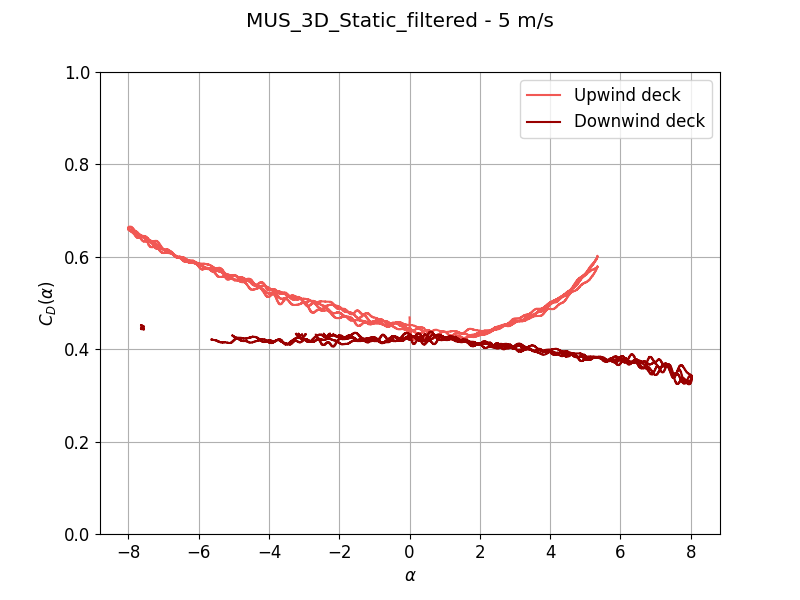 MUS_3D_Static_filtered - 5 m/s
Upwind deck
Downwind deck
C_D(α)
1.0
0.8
0.6
0.4
0.2
0.0
−8 −6 −4 −2 0 2 4 6 8
α